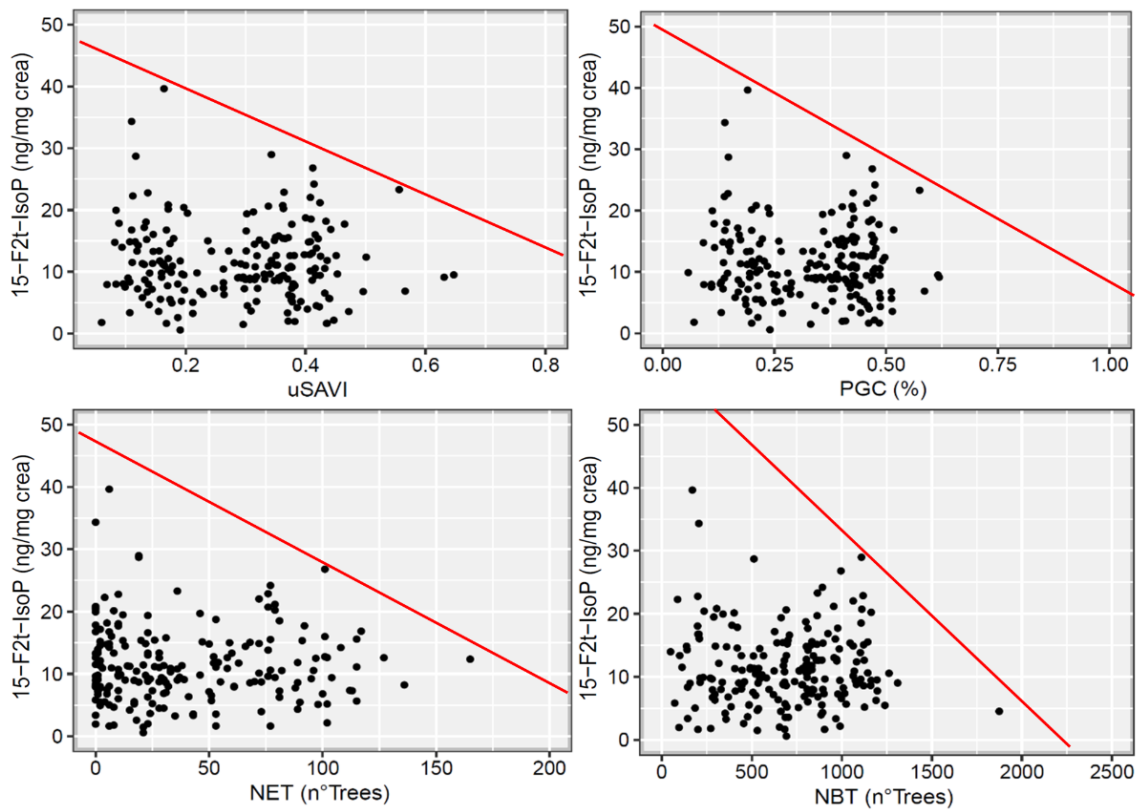 50
40
30
20
10
0
15-F2t-IsoP (ng/mg crea)
0.2 0.4 0.6 0.8
uSAVI
50
40
30
20
10
0
15-F2t-IsoP (ng/mg crea)
0.00 0.25 0.50 0.75 1.00
PGC (%)
50
40
30
20
10
0
15-F2t-IsoP (ng/mg crea)
0 50 100 150 200
NET (n°Trees)
50
40
30
20
10
0
15-F2t-IsoP (ng/mg crea)
0 500 1000 1500 2000 2500
NBT (n°Trees)